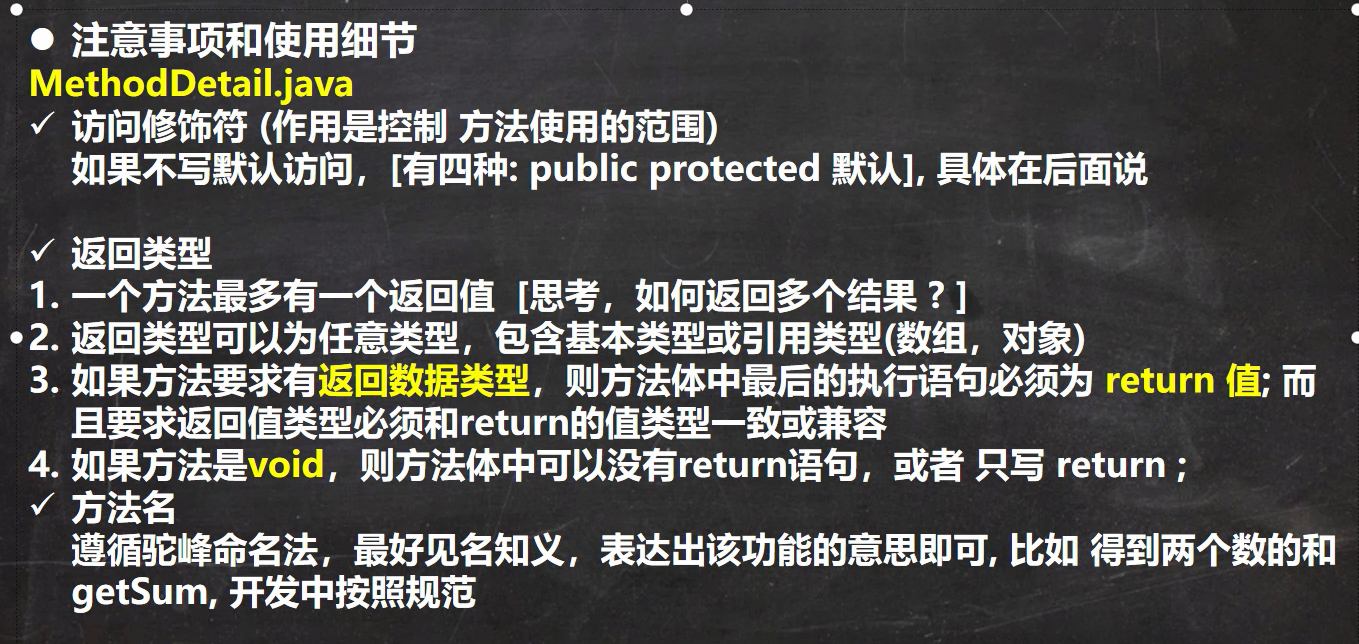 ● 注意事项和使用细节
MethodDetail.java
✓ 访问修饰符 (作用是控制 方法使用的范围)
如果不写默认访问，[有四种: public protected 默认], 具体在后面说
✓ 返回类型
1. 一个方法最多有一个返回值 [思考，如何返回多个结果？]
2. 返回类型可以为任意类型，包含基本类型或引用类型(数组，对象)
3. 如果方法要求有返回数据类型，则方法体中最后的执行语句必须为 return 值; 而
且要求返回值类型必须和return的值类型一致或兼容
4. 如果方法是void，则方法体中可以没有return语句，或者 只写 return ;
✓ 方法名
遵循驼峰命名法，最好见名知义，表达出该功能的意思即可, 比如 得到两个数的和
getSum, 开发中按照规范